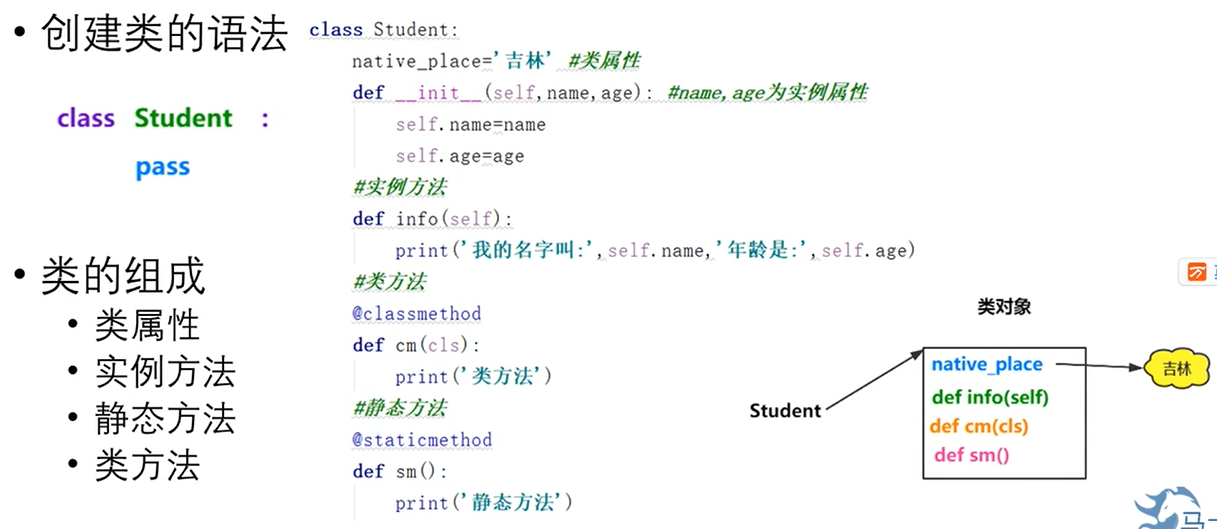 • 创建类的语法
class Student :
pass
• 类的组成
• 类属性
• 实例方法
• 静态方法
• 类方法
class Student:
native_place='吉林' #类属性
def __init__(self,name,age): #name,age为实例属性
self.name=name
self.age=age
#实例方法
def info(self):
print('我的名字叫:',self.name,'年龄是:',self.age)
#类方法
@classmethod
def cm(cls):
print('类方法')
#静态方法
@staticmethod
def sm():
print('静态方法')
类对象
Student
native_place
def info(self)
def cm(cls)
def sm()
吉林